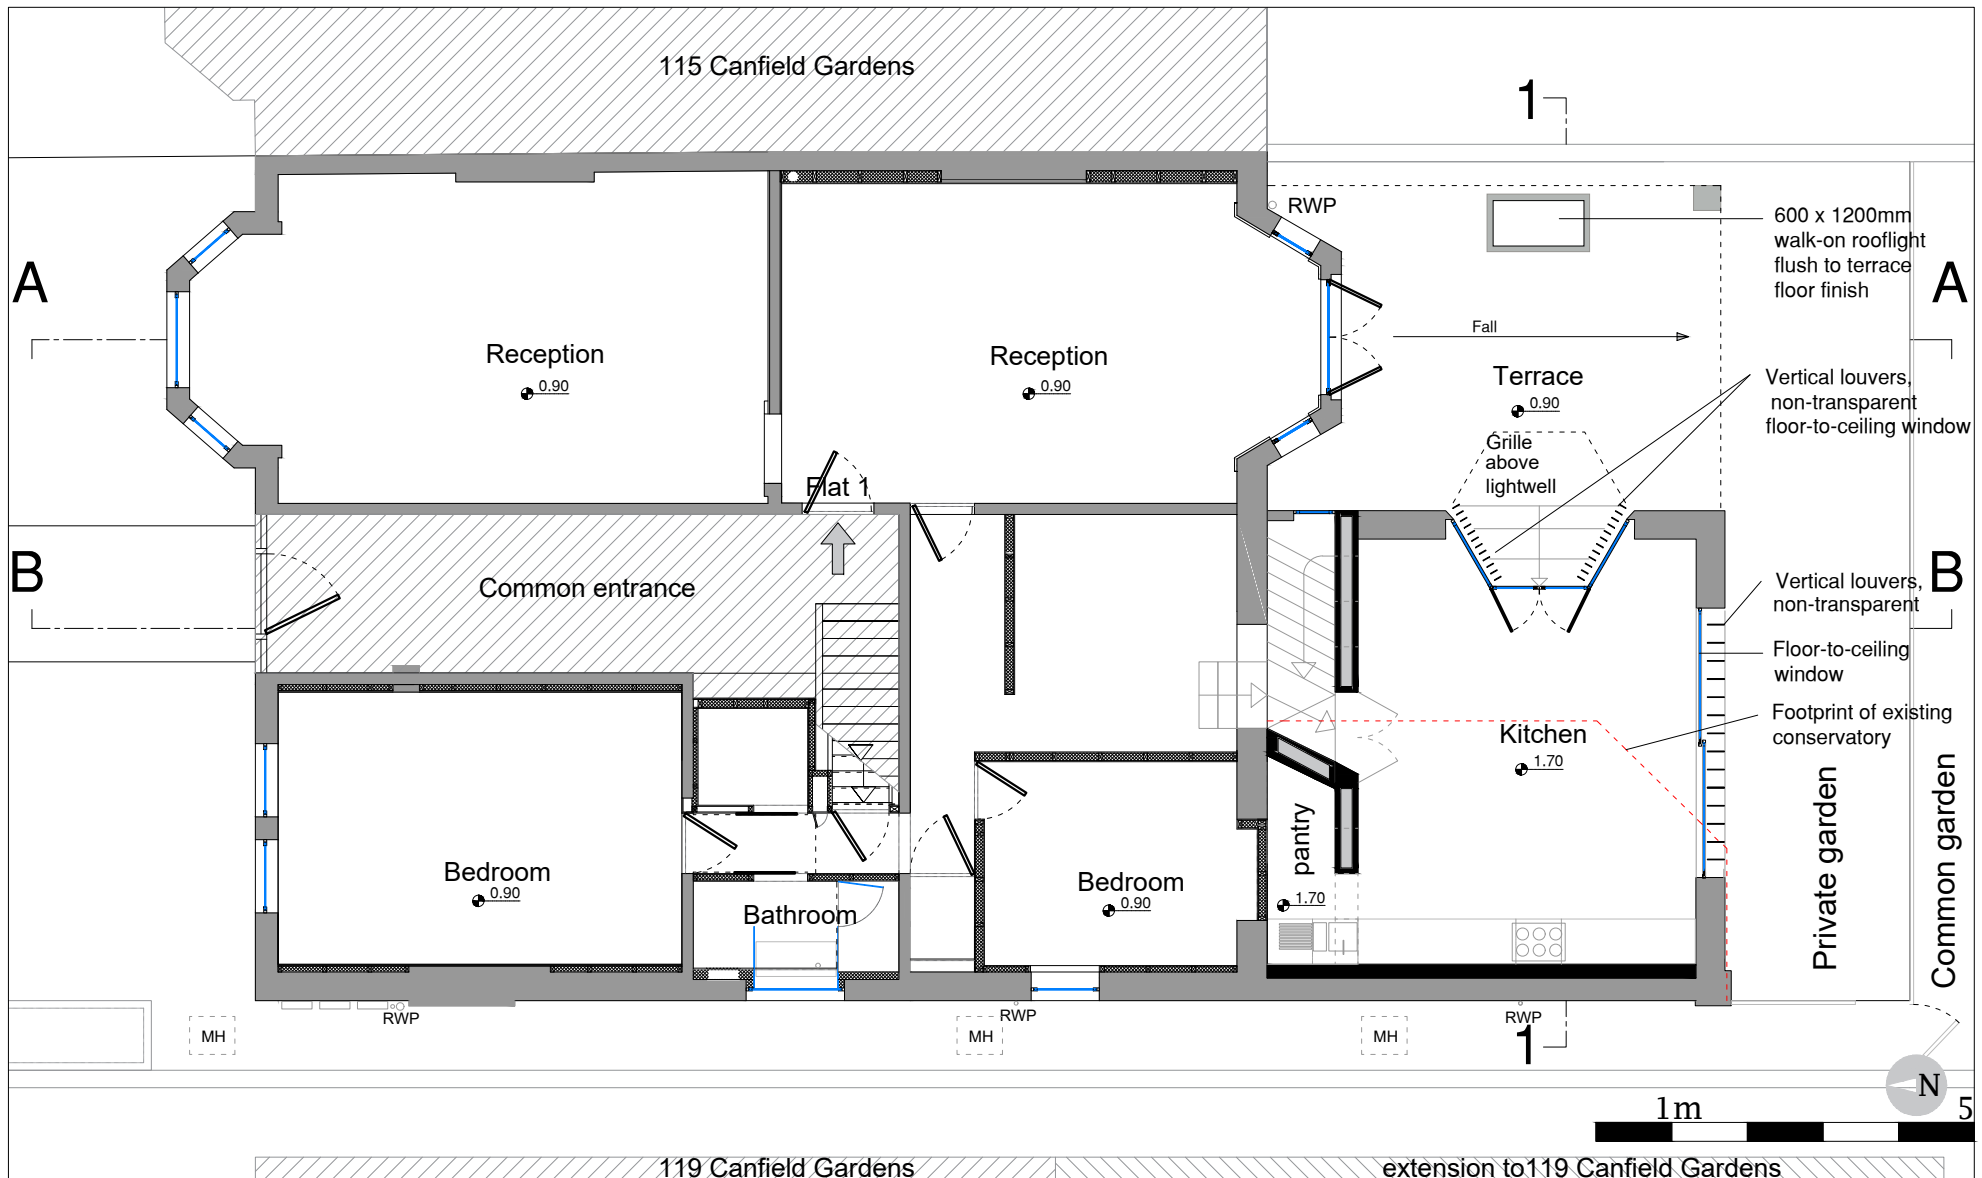 115 Canfield Gardens
1
RWP
600 x 1200mm
walk-on rooflight
flush to terrace
floor finish
A
A
Fall
Reception
0.90
Reception
0.90
Terrace
0.90
Vertical louvers,
non-transparent
floor-to-ceiling window
Grille
above
lightwell
Flat 1
B
B
Common entrance
Vertical louvers,
non-transparent
Floor-to-ceiling
window
Footprint of existing
conservatory
Kitchen
1.70
Bedroom
0.90
Bathroom
Bedroom
0.90
pantry
1.70
Private garden
Common garden
RWP
RWP
RWP
MH
MH
MH
1
N
1m
5
119 Canfield Gardens
extension to119 Canfield Gardens